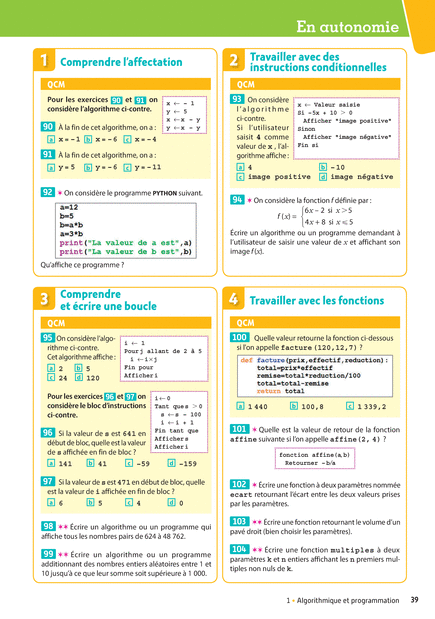 En autonomie
1 Comprendre l'affectation
QCM
Pour les exercices 90 et 91 on
considère l'algorithme ci-contre.
x ← - 1
y ← 5
x ← x - y
y ← x - y
90 À la fin de cet algorithme, on a :
a x = - 1 b x = - 6 c x = - 4
91 À la fin de cet algorithme, on a :
a y = 5 b y = - 6 c y = - 11
92 * On considère le programme PYTHON suivant.
a=12
b=5
b=a*b
a=3*b
print("La valeur de a est",a)
print("La valeur de b est",b)
Qu'affiche ce programme ?
2 Travailler avec des
instructions conditionnelles
QCM
93 On considère
l'algorithme
ci-contre.
Si l'utilisateur
saisit 4 comme
valeur de x, l'al-
gorithme affiche :
x ← Valeur saisie
Si -5x + 10 > 0
Afficher "image positive"
Sinon
Afficher "image négative"
Fin si
a 4 b - 10
c image positive d image négative
94 * On considère la fonction f définie par :
f (x) = { 6x – 2 si x > 5
4x + 8 si x ⩽ 5
Écrire un algorithme ou un programme demandant à
l'utilisateur de saisir une valeur de x et affichant son
image f(x).
3 Comprendre
et écrire une boucle
QCM
95 On considère l'algo-
rithme ci-contre.
Cet algorithme affiche :
a 2 b 5
c 24 d 120
i ← 1
Pour j allant de 2 à 5
i ← i×j
Fin pour
Afficher i
Pour les exercices 96 et 97 on
considère le bloc d'instructions
ci-contre.
i ← 0
Tant que s > 0
s ← s - 100
i ← i + 1
Fin tant que
Afficher s
Afficher i
96 Si la valeur de s est 641 en
début de bloc, quelle est la valeur
de s affichée en fin de bloc ?
a 141 b 41 c -59 d -159
97 Si la valeur de s est 471 en début de bloc, quelle
est la valeur de i affichée en fin de bloc ?
a 6 b 5 c 4 d 0
98 ** Écrire un algorithme ou un programme qui
affiche tous les nombres pairs de 624 à 48 762.
99 ** Écrire un algorithme ou un programme
additionnant des nombres entiers aléatoires entre 1 et
10 jusqu'à ce que leur somme soit supérieure à 1 000.
4 Travailler avec les fonctions
QCM
100 Quelle valeur retourne la fonction ci-dessous
si l'on appelle facture (120,12,7) ?
def facture(prix,effectif,reduction):
total=prix*effectif
remise=total*reduction/100
total=total-remise
return total
a 1 440 b 100,8 c 1 339,2
101 * Quelle est la valeur de retour de la fonction
affine suivante si l'on appelle affine(2, 4) ?
fonction affine(a,b)
Retourner -b/a
102 * Écrire une fonction à deux paramètres nommée
ecart retournant l'écart entre les deux valeurs prises
par les paramètres.
103 ** Écrire une fonction retournant le volume d'un
pavé droit (bien choisir les paramètres).
104 ** Écrire une fonction multiples à deux
paramètres k et n entiers affichant les n premiers mul-
tiples non nuls de k.
1 • Algorithmique et programmation 39